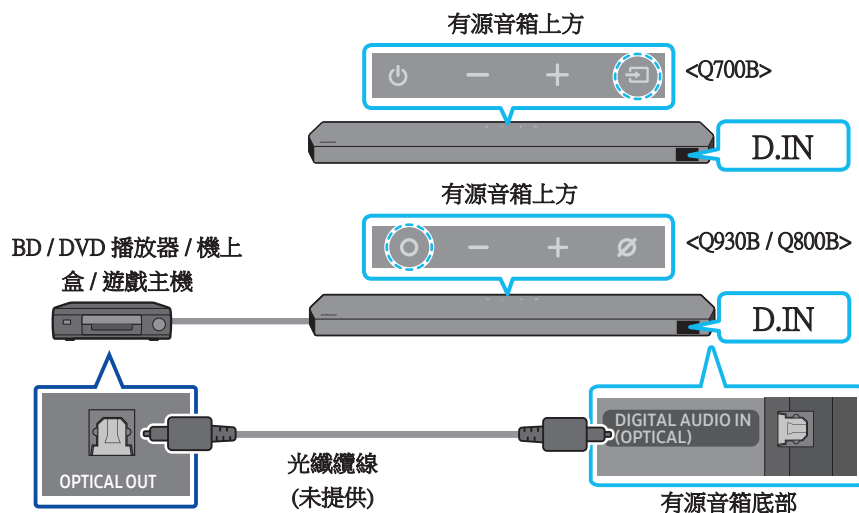 有源音箱上方
<Q700B>
D.IN
有源音箱上方
BD / DVD 播放器 / 機上
盒 / 遊戲主機
<Q930B / Q800B>
D.IN
OPTICAL OUT
光纖纜線
(未提供)
DIGITAL AUDIO IN
(OPTICAL)
有源音箱底部